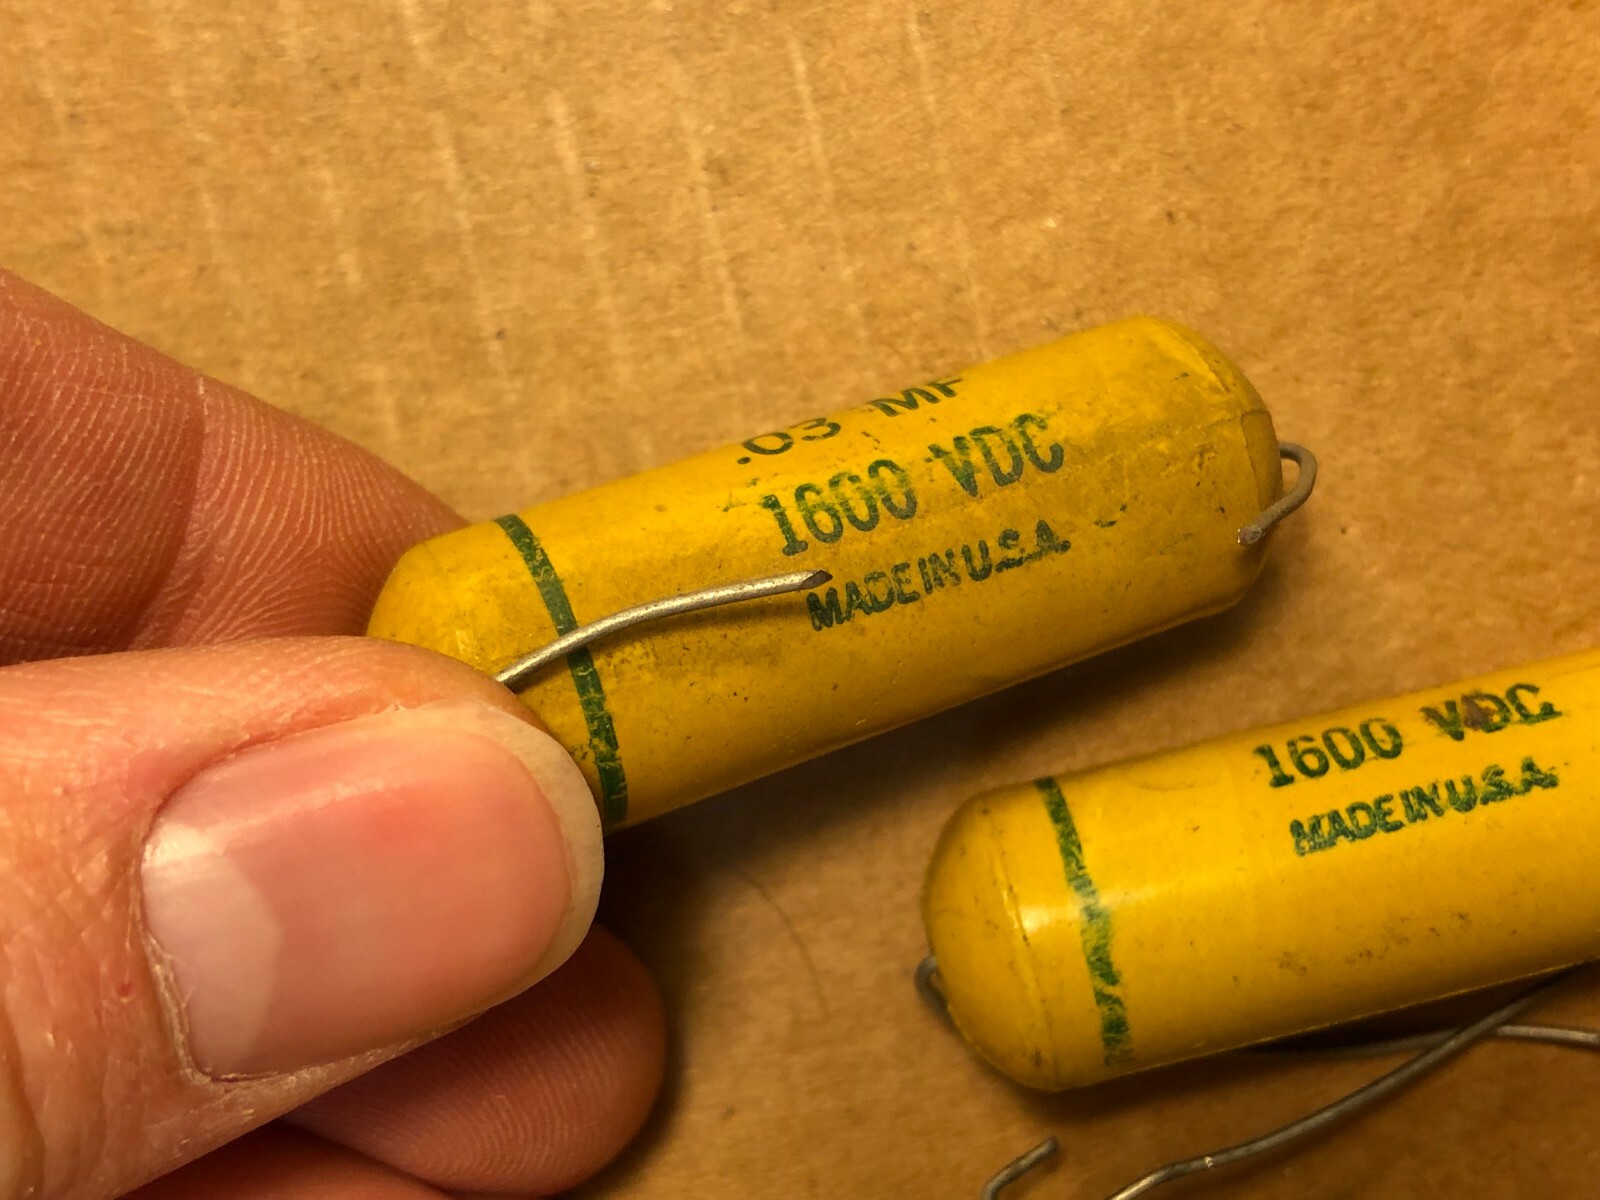 .03 MF
1600 VDC
MADE IN U.S.A.
1600 VDC
MADE IN U.S.A.